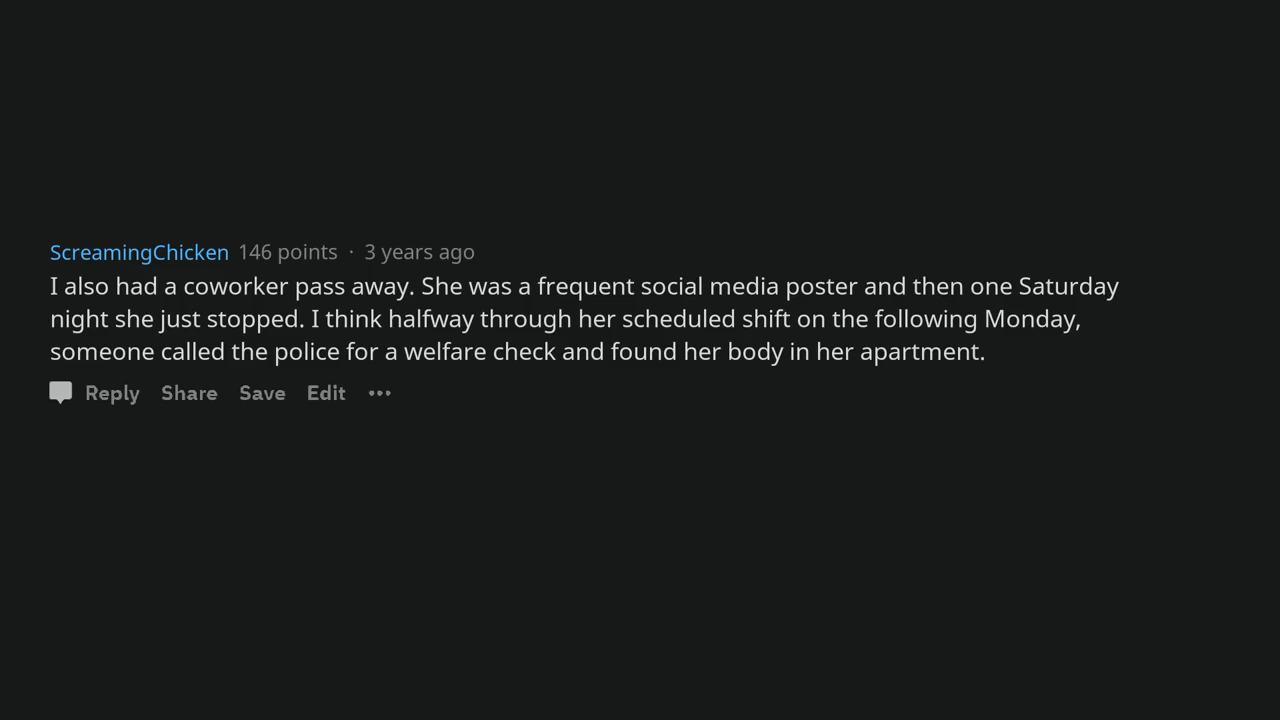 ScreamingChicken 146 points · 3 years ago
I also had a coworker pass away. She was a frequent social media poster and then one Saturday
night she just stopped. I think halfway through her scheduled shift on the following Monday,
someone called the police for a welfare check and found her body in her apartment.
Reply Share Save Edit •••